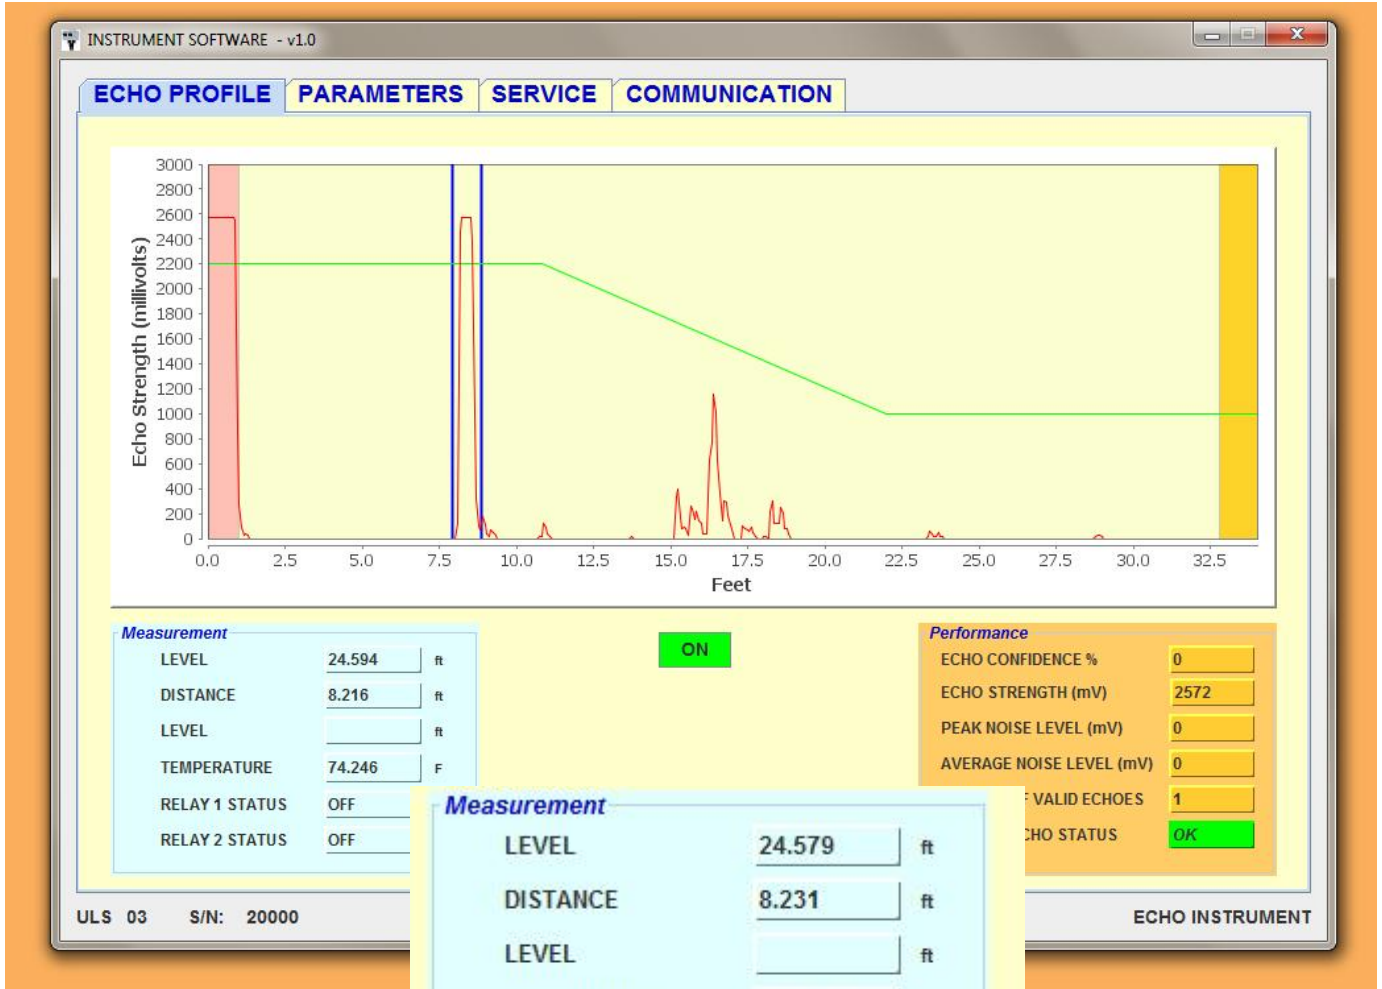 INSTRUMENT SOFTWARE - v1.0
ECHO PROFILE PARAMETERS SERVICE COMMUNICATION
3000
2800
2600
2400
2200
2000
1800
1600
1400
1200
1000
800
600
400
200
0
Echo Strength (millivolts)
0.0 2.5 5.0 7.5 10.0 12.5 15.0 17.5 20.0 22.5 25.0 27.5 30.0 32.5
Feet
Measurement
LEVEL 24.594 ft
DISTANCE 8.216 ft
LEVEL ft
TEMPERATURE 74.246 F
RELAY 1 STATUS OFF
RELAY 2 STATUS OFF
ON
Performance
ECHO CONFIDENCE % 0
ECHO STRENGTH (mV) 2572
PEAK NOISE LEVEL (mV) 0
AVERAGE NOISE LEVEL (mV) 0
VALID ECHOES 1
STATUS OK
Measurement
LEVEL 24.579 ft
DISTANCE 8.231 ft
LEVEL ft
ULS 03 S/N: 20000
ECHO INSTRUMENT